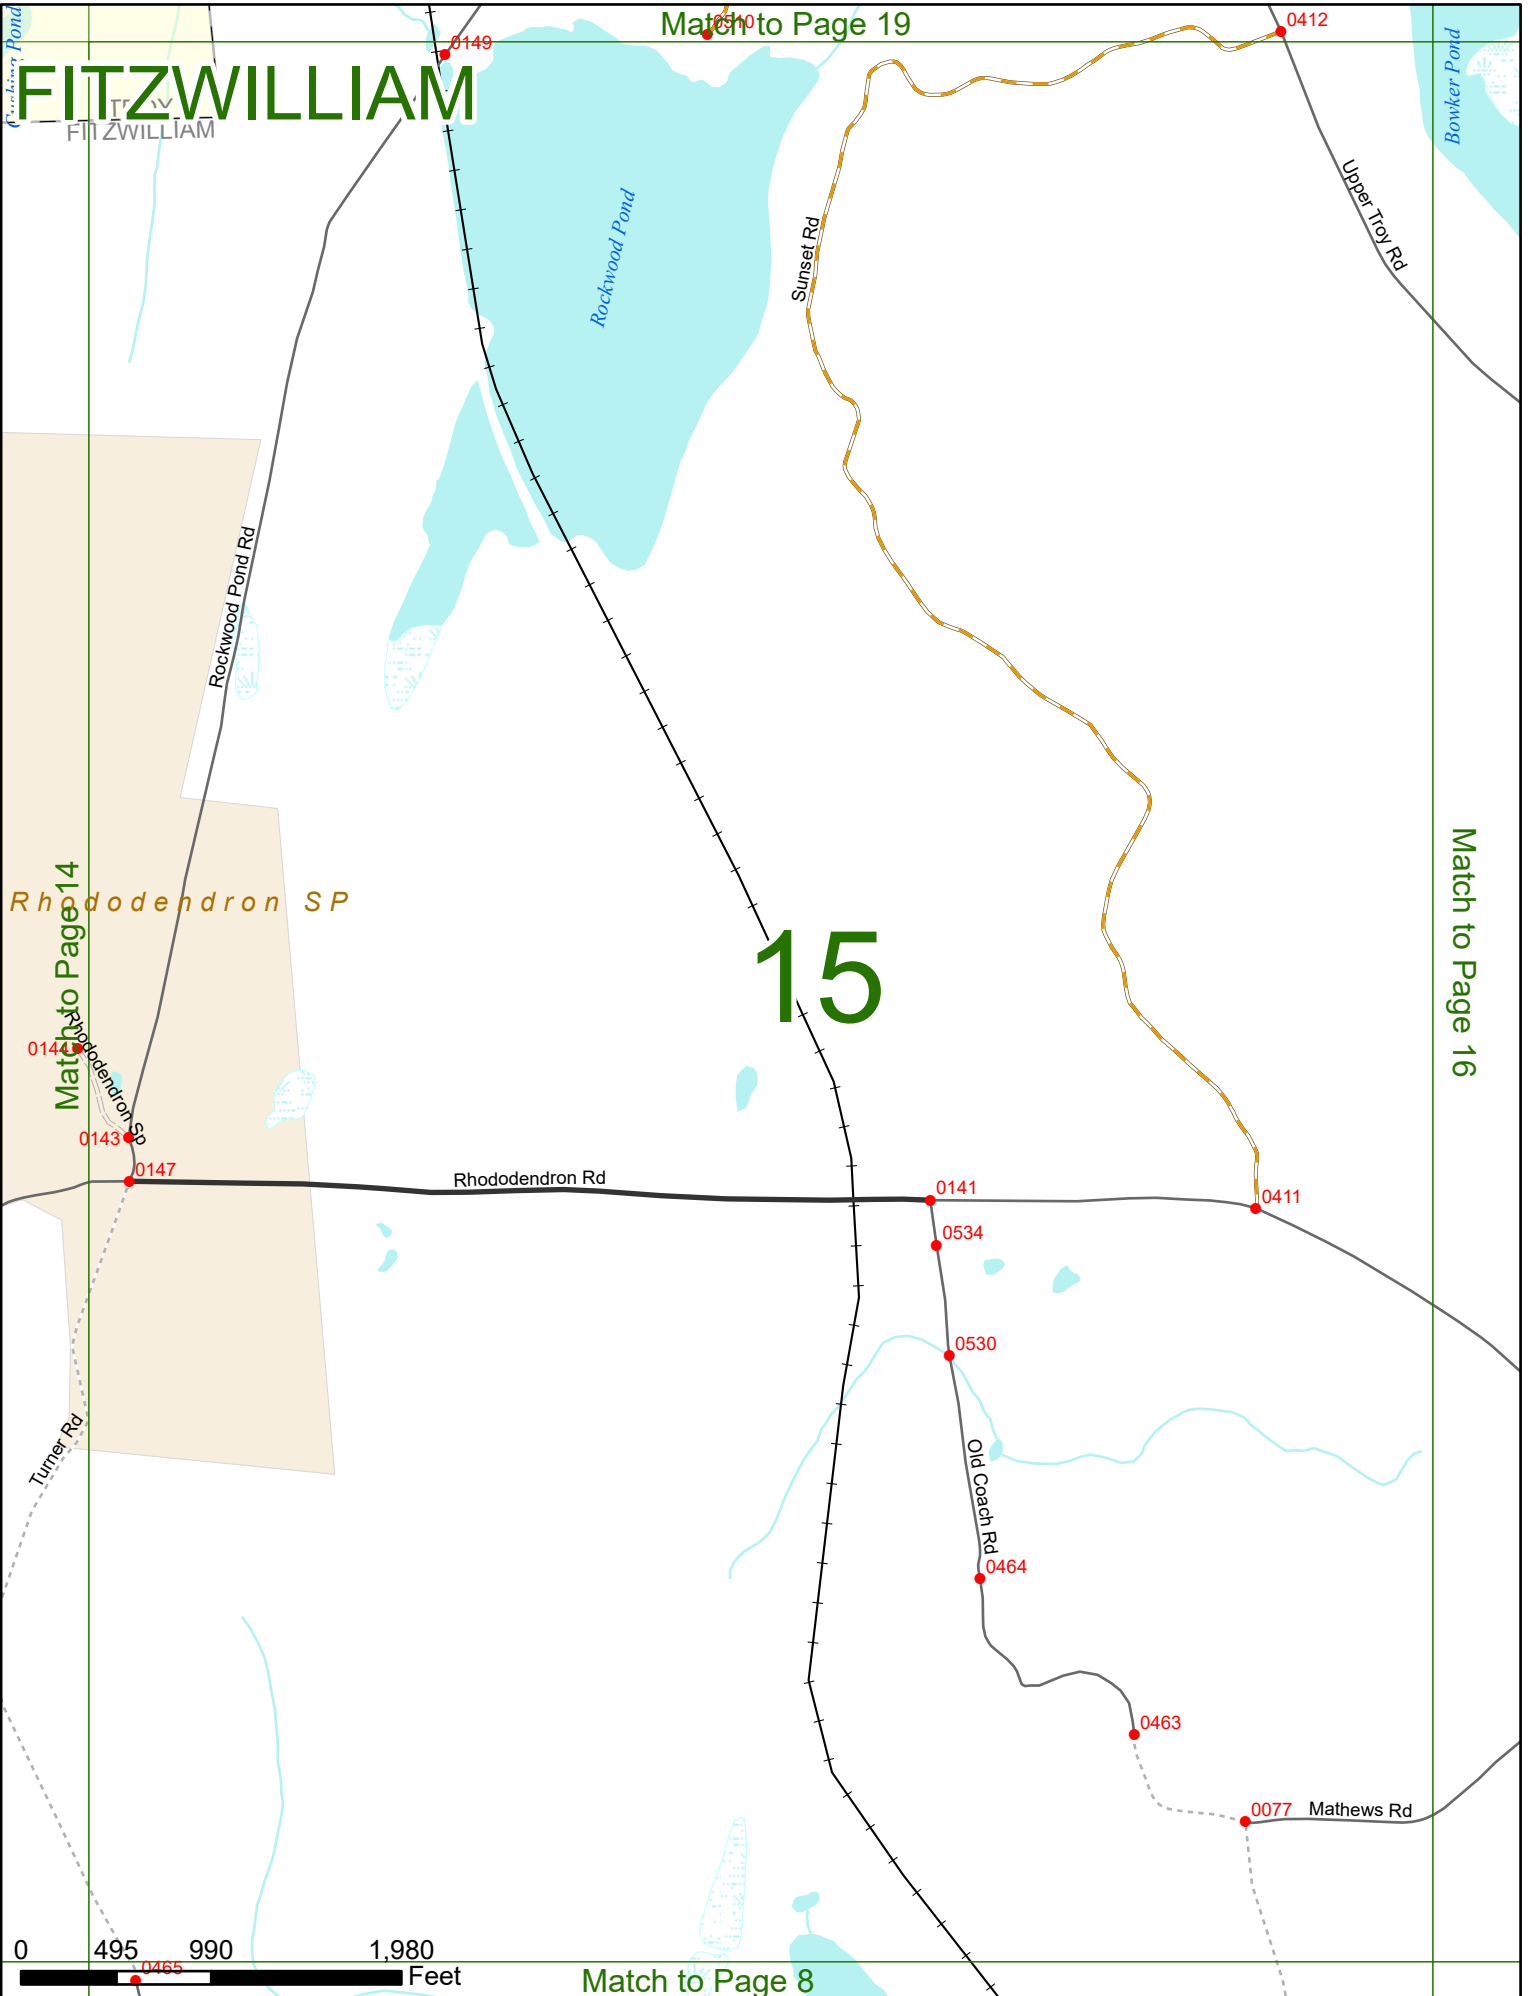 Match to Page 19
0510
0412
0149
Cushing Pond
FITZWILLIAM
TROY
FITZWILLIAM
Bowker Pond
Upper Troy Rd
Rockwood Pond
Sunset Rd
Rockwood Pond Rd
Rhododendron SP
Match to Page 14
Match to Page 16
15
0144
Rhododendron Sp
0143
0147
Rhododendron Rd
0141
0411
0534
0530
Turner Rd
Old Coach Rd
0464
0463
0077
Mathews Rd
0 495 990 1,980
Feet
0465
Match to Page 8